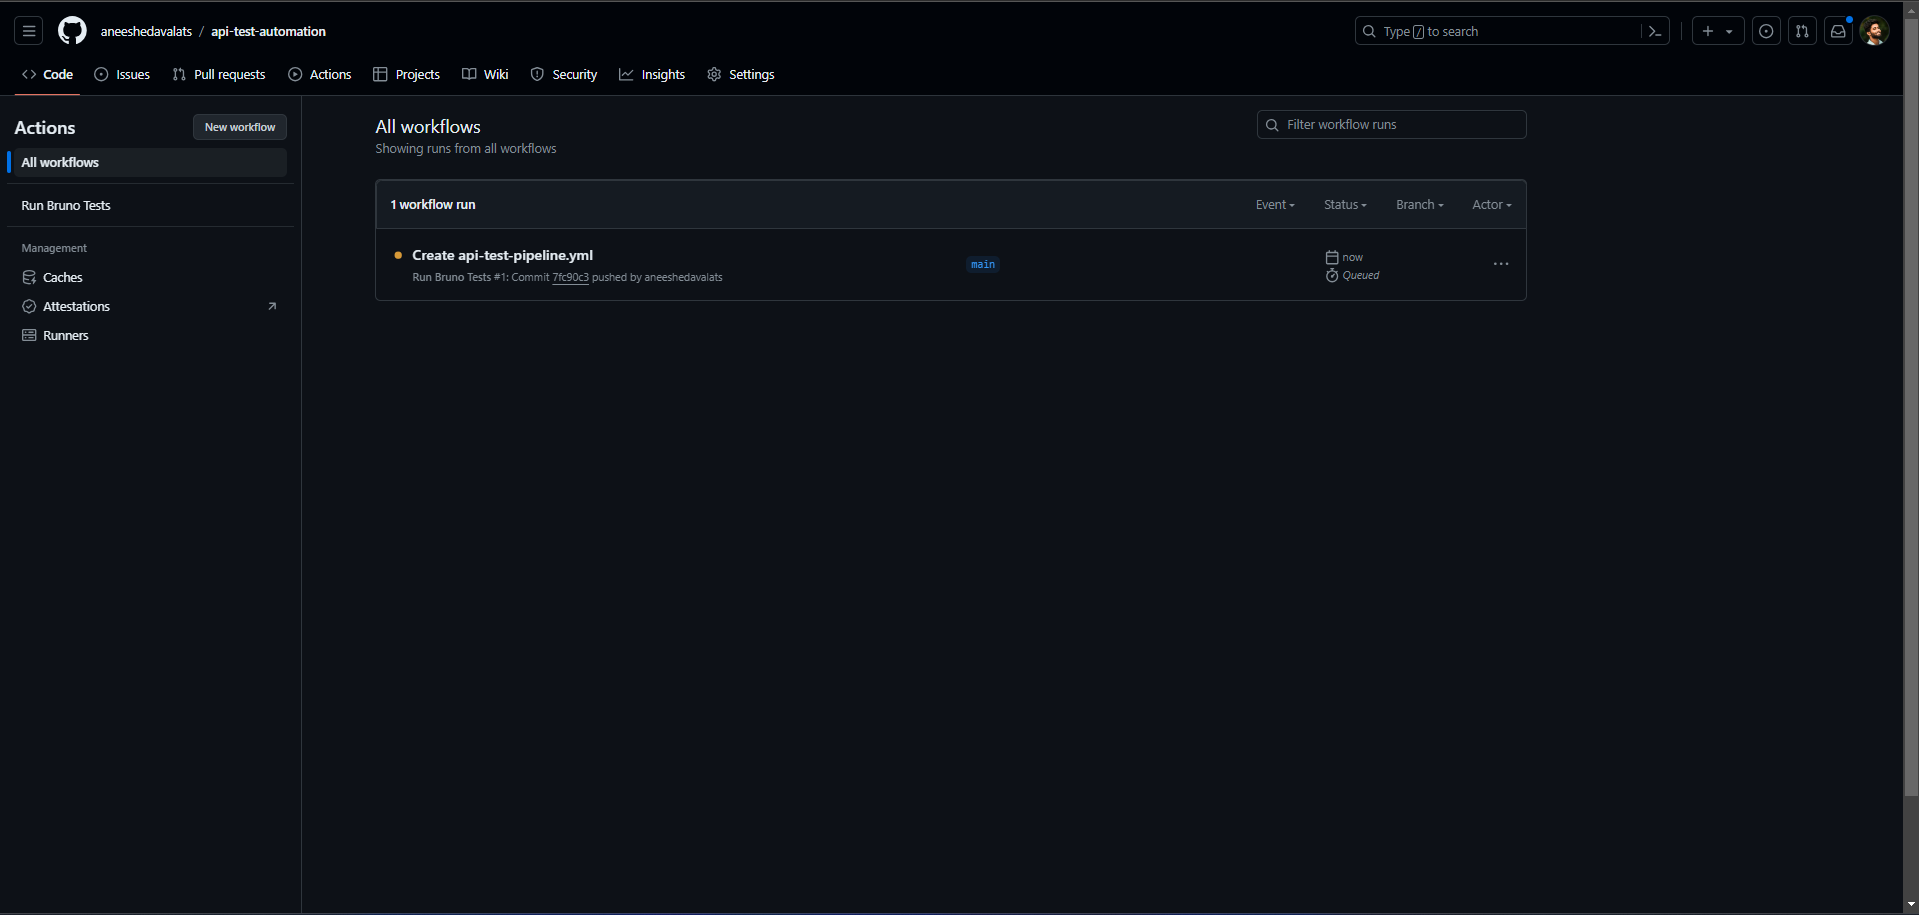 aneeshedavalats / api-test-automation
Type / to search
Code Issues Pull requests Actions Projects Wiki Security Insights Settings
Actions
New workflow
All workflows
Run Bruno Tests
Management
Caches
Attestations
Runners
All workflows
Showing runs from all workflows
Filter workflow runs
1 workflow run
Event Status Branch Actor
Create api-test-pipeline.yml
Run Bruno Tests #1: Commit 7fc90c3 pushed by aneeshedavalats
main
now
Queued